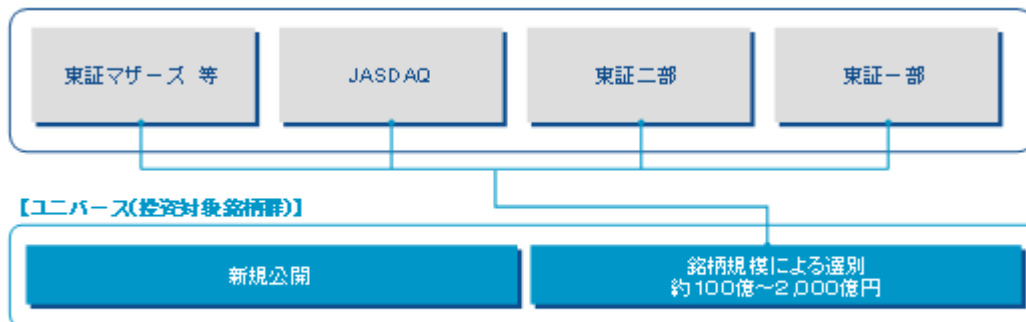 東証マザーズ 等
JASDAQ
東証二部
東証一部
【ユニバース(投資対象銘柄群)】
新規公開
銘柄規模による選別
約100億～2,000億円